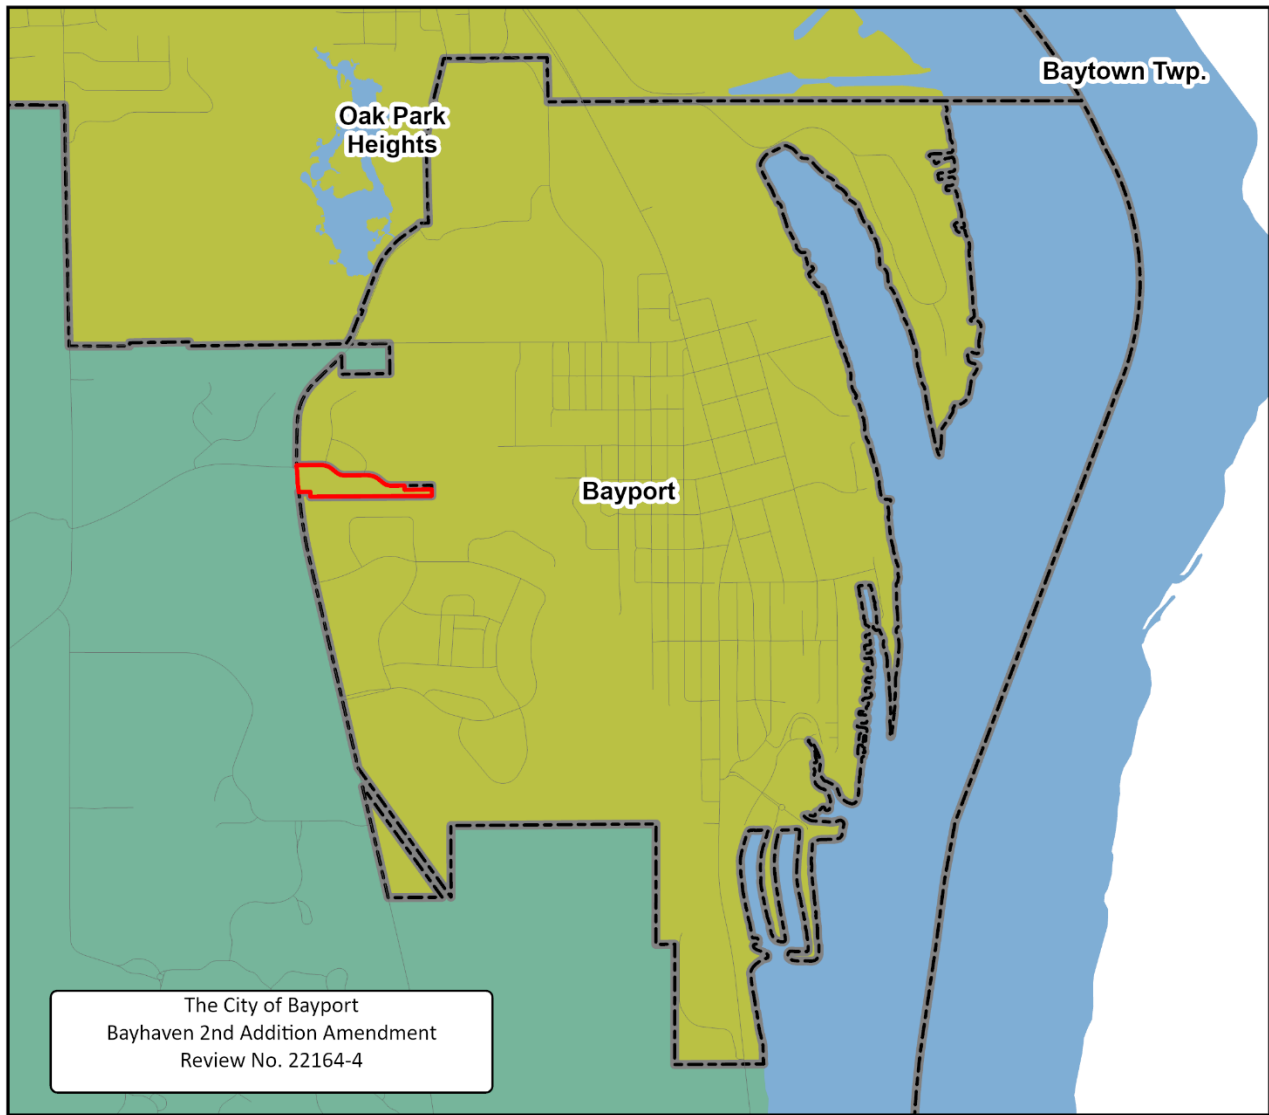 Baytown Twp.
Oak Park
Heights
Bayport
The City of Bayport
Bayhaven 2nd Addition Amendment
Review No. 22164-4